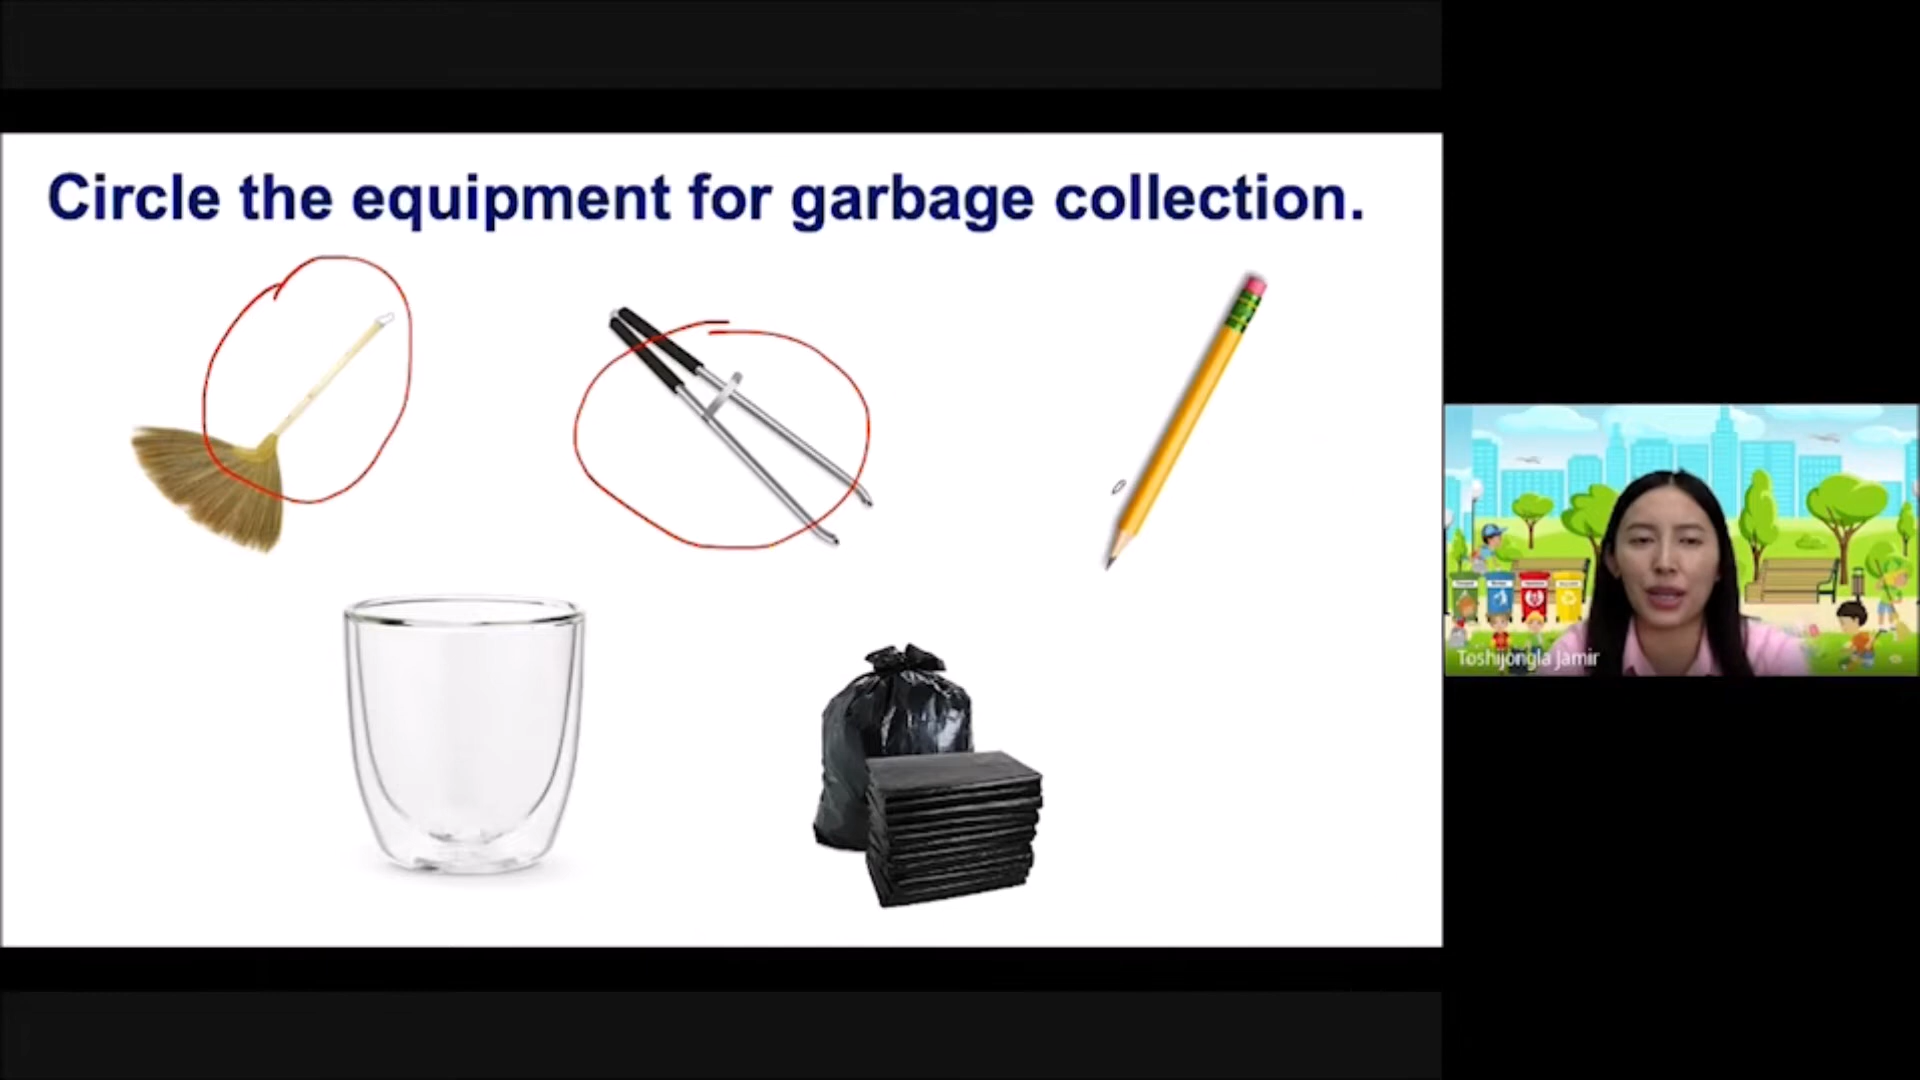 Circle the equipment for garbage collection.
Toshijongla Jamir